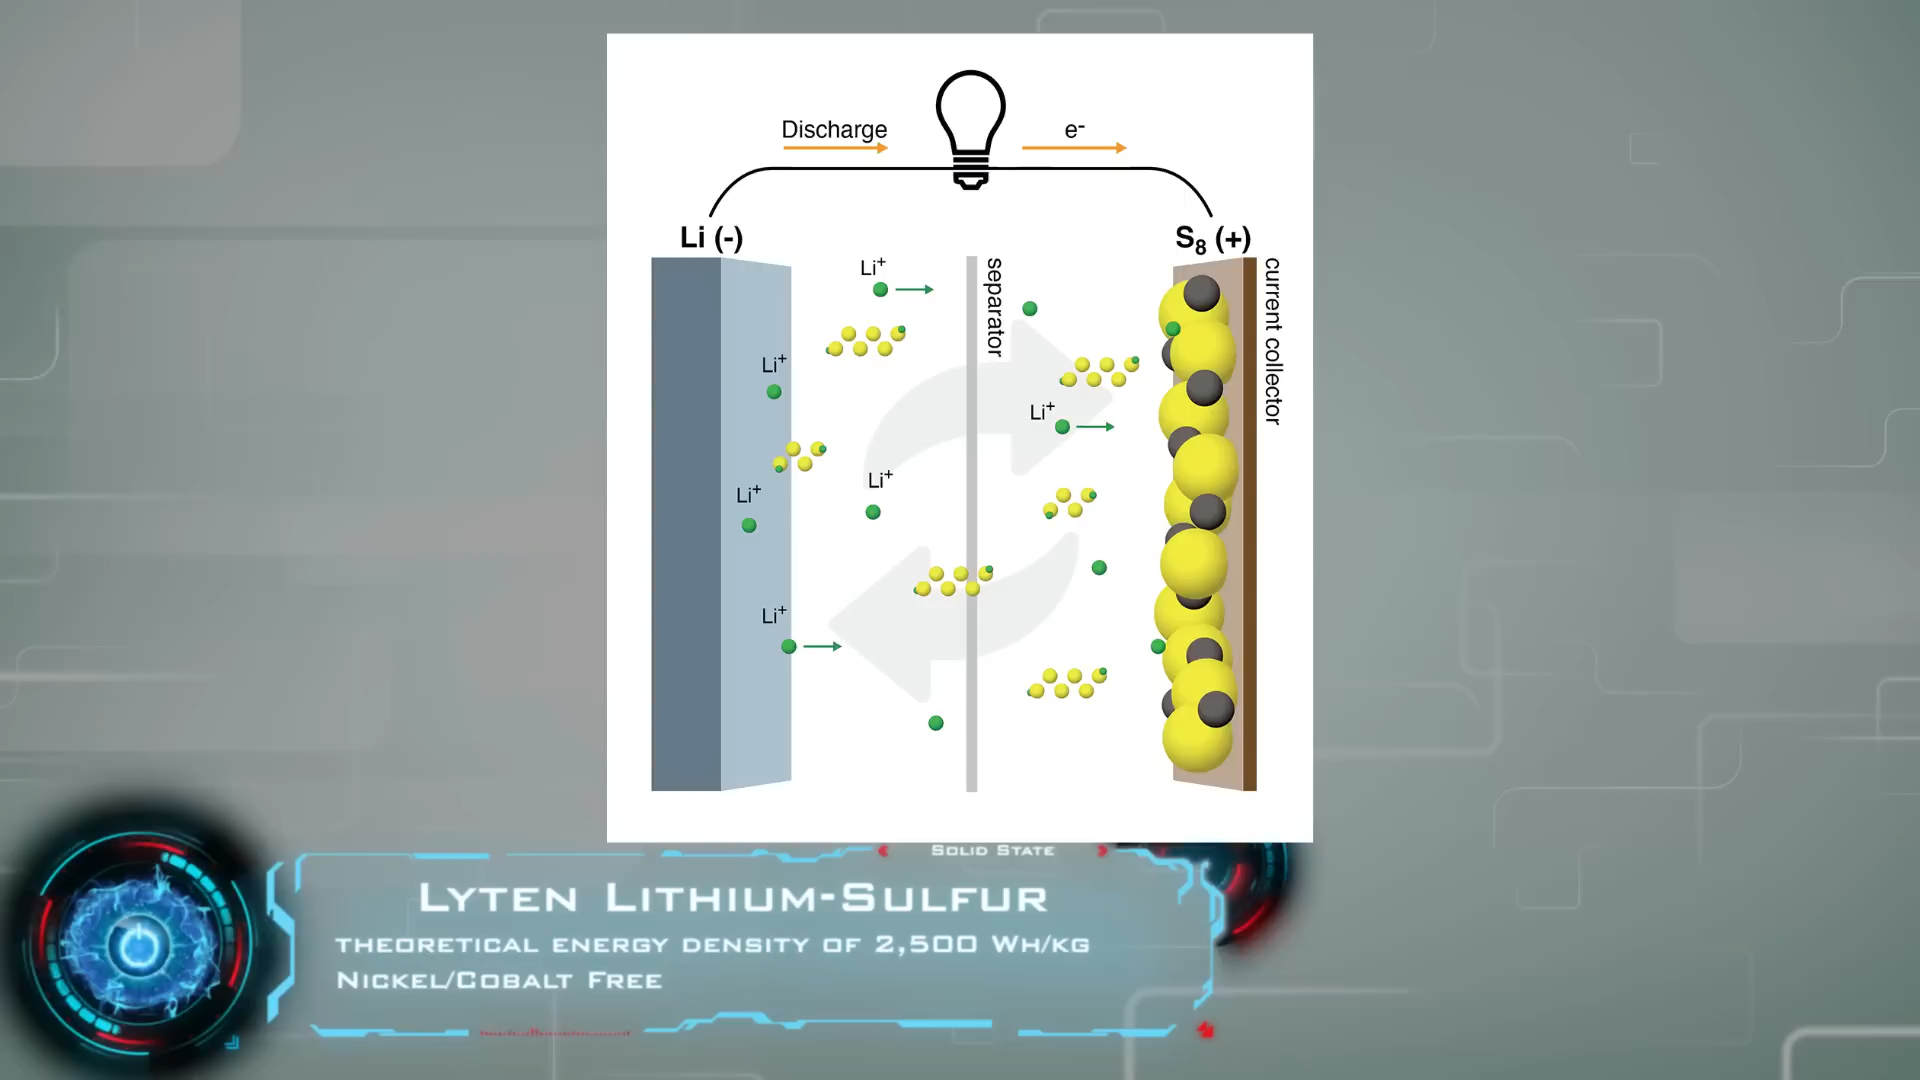 Discharge
e-
Li (-)
S8 (+)
Li+
separator
current collector
Li+
Li+
Li+
Li+
Li+
SOLID STATE
LYTEN LITHIUM-SULFUR
THEORETICAL ENERGY DENSITY OF 2,500 WH/KG
NICKEL/COBALT FREE